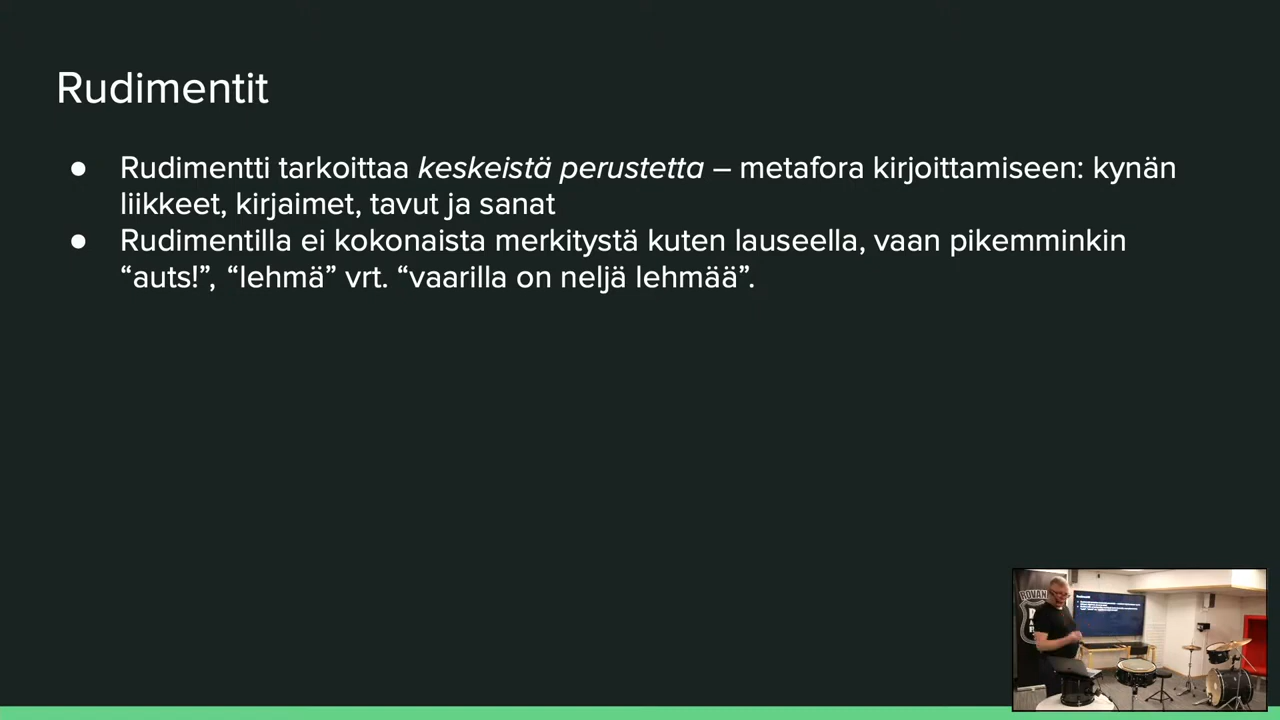 Rudimentit
● Rudimentti tarkoittaa keskeistä perustetta – metafora kirjoittamiseen: kynän
liikkeet, kirjaimet, tavut ja sanat
● Rudimentilla ei kokonaista merkitystä kuten lauseella, vaan pikemminkin
“auts!”, “lehmä” vrt. “vaarilla on neljä lehmää”.
ROVAN